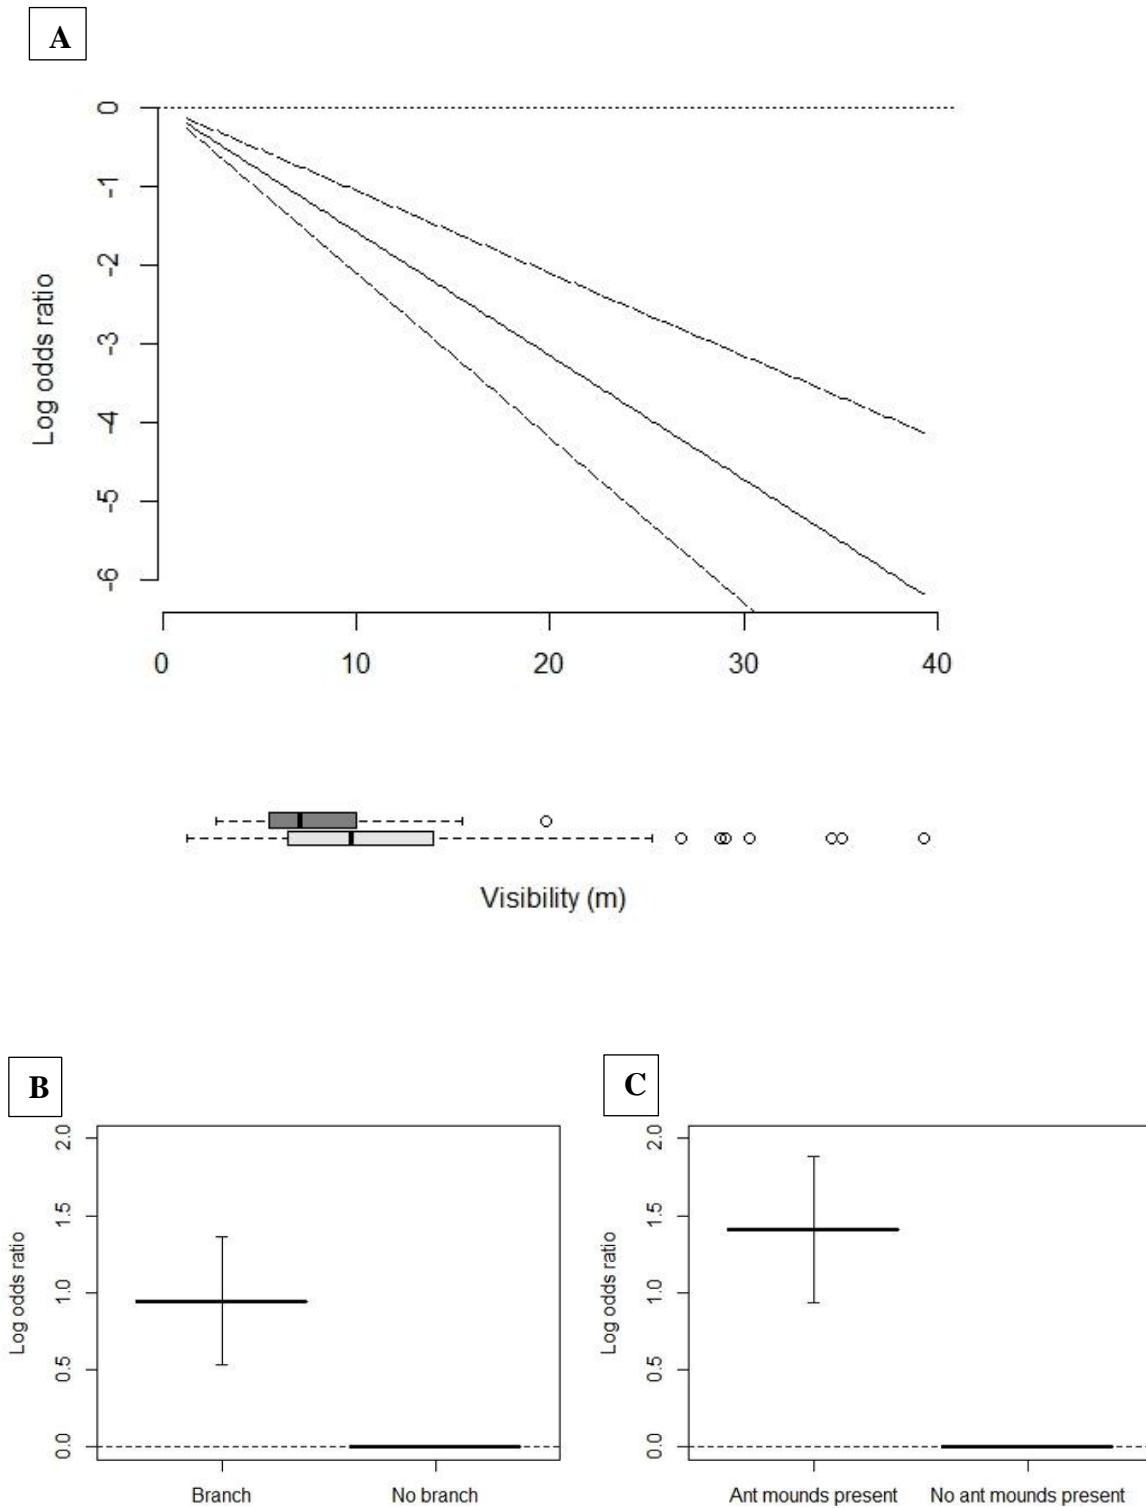 A
0
-1
-2
-3
-4
-5
-6
Log odds ratio
0 10 20 30 40
Visibility (m)
B
2.0
1.5
1.0
0.5
0.0
Log odds ratio
Branch No branch
C
2.0
1.5
1.0
0.5
0.0
Log odds ratio
Ant mounds present No ant mounds present